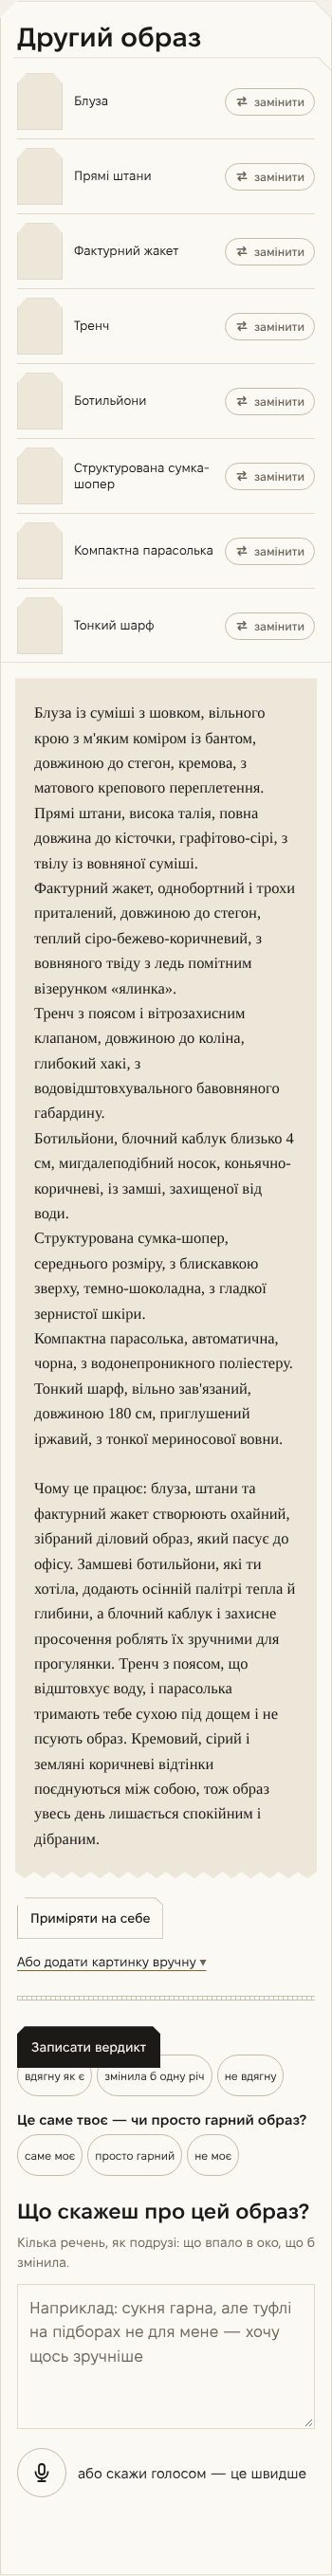 Другий образ
Блуза
замінити
Прямі штани
замінити
Фактурний жакет
замінити
Тренч
замінити
Ботильйони
замінити
Структурована сумка-
шопер
замінити
Компактна парасолька
замінити
Тонкий шарф
замінити
Блуза із суміші з шовком, вільного
крою з м'яким коміром із бантом,
довжиною до стегон, кремова, з
матового крепового переплетення.
Прямі штани, висока талія, повна
довжина до кісточки, графітово-сірі, з
твілу із вовняної суміші.
Фактурний жакет, однобортний і трохи
приталений, довжиною до стегон,
теплий сіро-бежево-коричневий, з
вовняного твіду з ледь помітним
візерунком «ялинка».
Тренч з поясом і вітрозахисним
клапаном, довжиною до коліна,
глибокий хакі, з
водовідштовхувального бавовняного
габардину.
Ботильйони, блочний каблук близько 4
см, мигдалеподібний носок, коньячно-
коричневі, із замші, захищеної від
води.
Структурована сумка-шопер,
середнього розміру, з блискавкою
зверху, темно-шоколадна, з гладкої
зернистої шкіри.
Компактна парасолька, автоматична,
чорна, з водонепроникного поліестеру.
Тонкий шарф, вільно зав'язаний,
довжиною 180 см, приглушений
іржавий, з тонкої мериносової вовни.
Чому це працює: блуза, штани та
фактурний жакет створюють охайний,
зібраний діловий образ, який пасує до
офісу. Замшеві ботильйони, які ти
хотіла, додають осінній палітрі тепла й
глибини, а блочний каблук і захисне
просочення роблять їх зручними для
прогулянки. Тренч з поясом, що
відштовхує воду, і парасолька
тримають тебе сухою під дощем і не
псують образ. Кремовий, сірий і
земляні коричневі відтінки
поєднуються між собою, тож образ
увесь день лишається спокійним і
дібраним.
Приміряти на себе
Або додати картинку вручну ▾
Записати вердикт
вдягну як є
змінила б одну річ
не вдягну
Це саме твоє — чи просто гарний образ?
саме моє
просто гарний
не моє
Що скажеш про цей образ?
Кілька речень, як подрузі: що впало в око, що б
змінила.
Наприклад: сукня гарна, але туфлі
на підборах не для мене — хочу
щось зручніше
або скажи голосом — це швидше